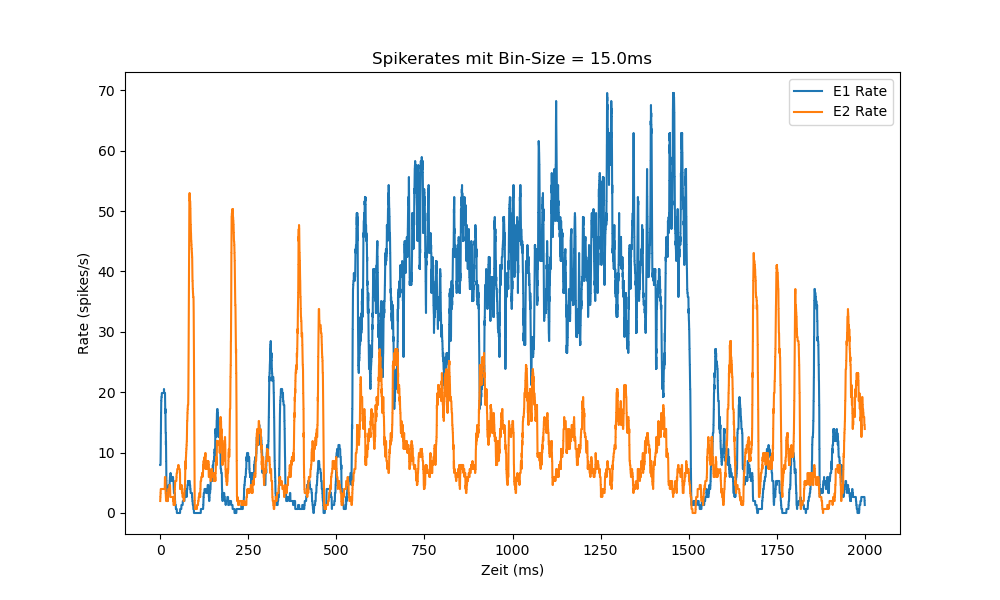 Spikerates mit Bin-Size = 15.0ms
E1 Rate
E2 Rate
70
60
50
40
30
20
10
0
Rate (spikes/s)
0 250 500 750 1000 1250 1500 1750 2000
Zeit (ms)